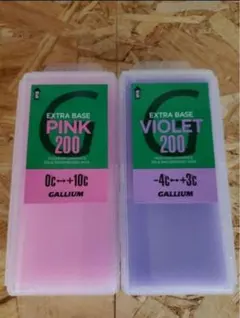 EXTRA BASE
PINK
200
0c↔+10c
GALLIUM
EXTRA BASE
VIOLET
200
-4c↔+3c
GALLIUM